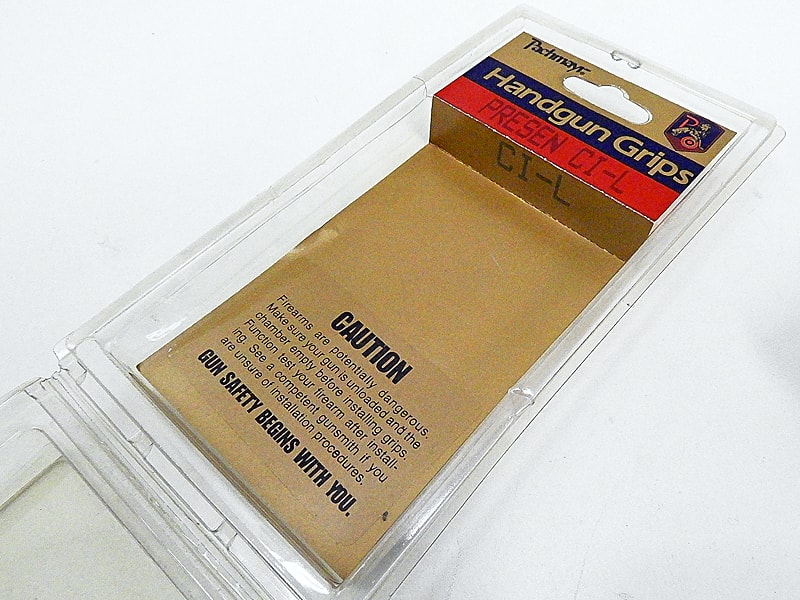 Pachmayr
Handgun Grips
PRESEN CI-L
CI-L
CAUTION
Firearms are potentially dangerous.
Make sure your gun is unloaded and the
chamber empty before installing grips.
Function test your firearm after install-
ing. See a competent gunsmith if you
are unsure of installation procedures.
GUN SAFETY BEGINS WITH YOU.